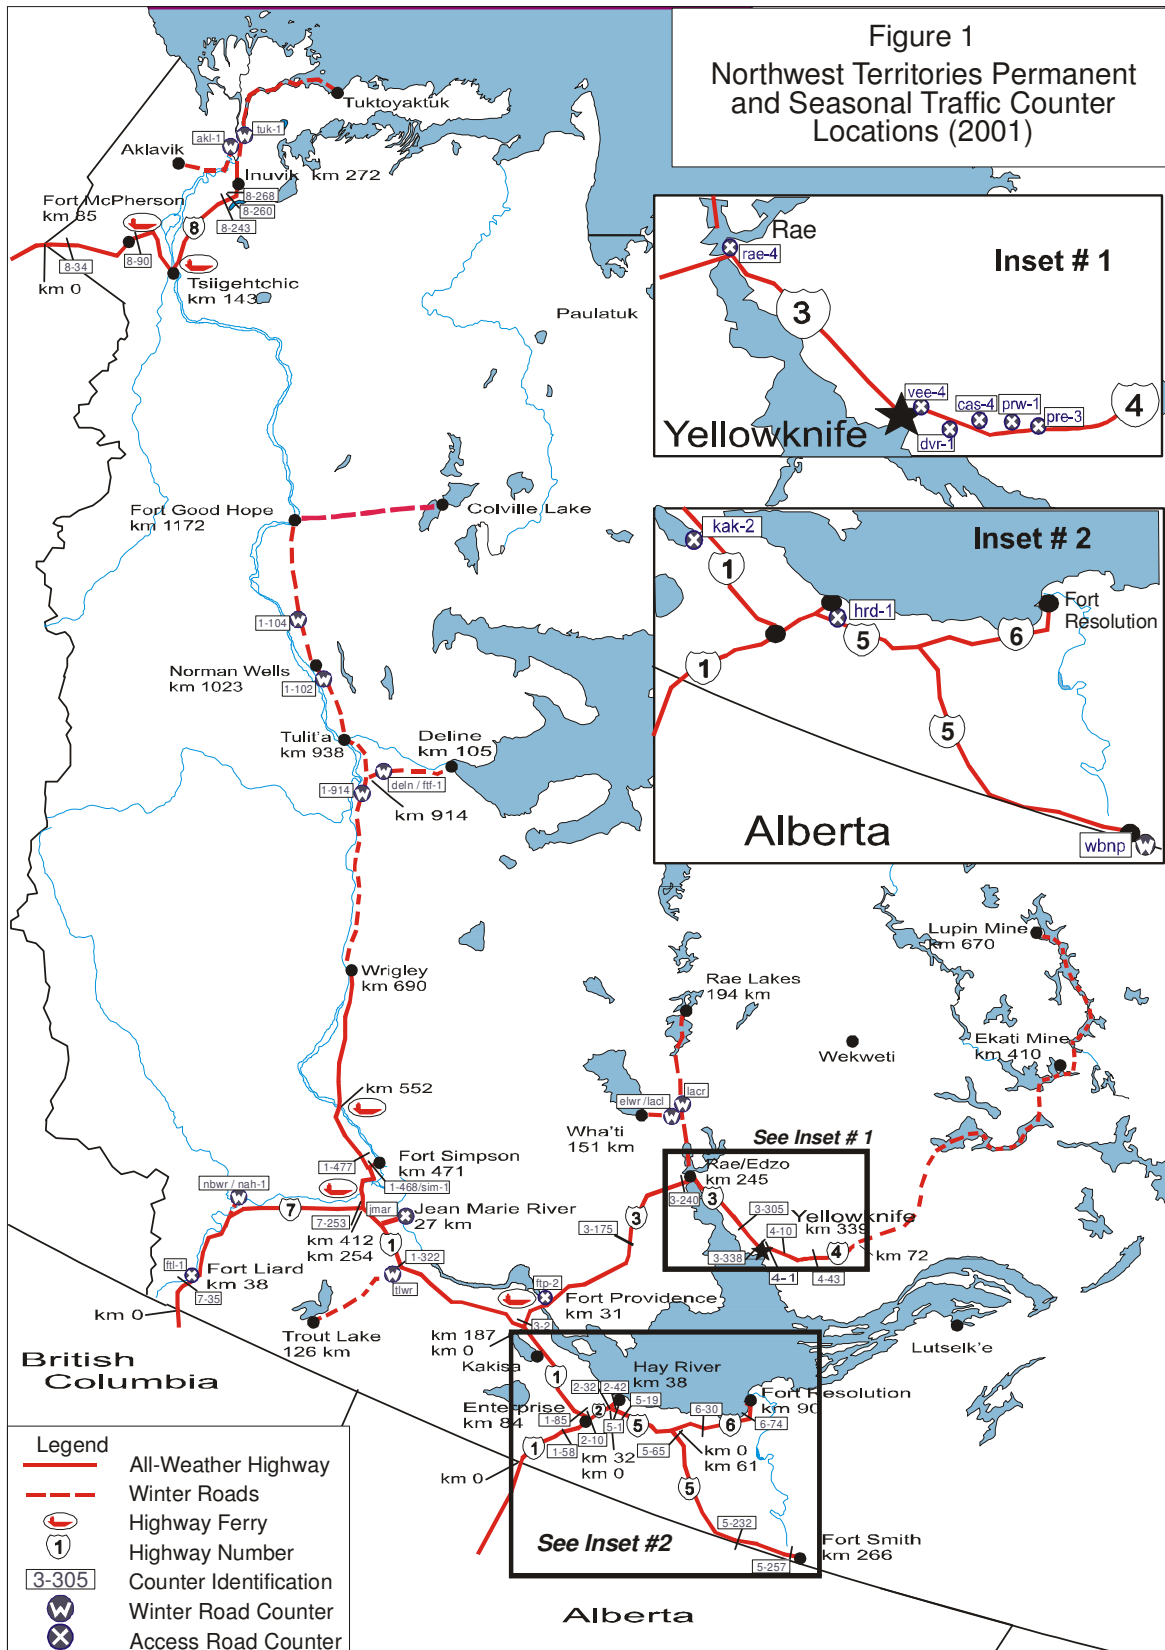 Figure 1
Northwest Territories Permanent
and Seasonal Traffic Counter
Locations (2001)
Tuktoyaktuk
tuk-1
akl-1
Aklavik
Inuvik km 272
8-268
8-260
8-243
Fort McPherson
km 85
8
8-34
8-90
km 0
Tsiigehtchic
km 143
Paulatuk
Rae
rae-4
Inset # 1
3
vee-4
cas-4
prw-1
pre-3
4
dvr-1
Yellowknife
Fort Good Hope
km 1172
Colville Lake
kak-2
Inset # 2
1
hrd-1
Fort
Resolution
5
6
1
5
Alberta
wbnp
1-104
Norman Wells
km 1023
1-102
Tulit'a
km 938
Deline
km 105
deln / ftf-1
1-914
km 914
Wrigley
km 690
Lupin Mine
km 670
Rae Lakes
194 km
Wekweti
Ekati Mine
km 410
km 552
elwr /lacl
lacr
Wha'ti
151 km
See Inset # 1
Fort Simpson
km 471
1-477
1-468/sim-1
Rae/Edzo
km 245
3-240
3
nbwr / nah-1
7
7-253
jmar
Jean Marie River
27 km
km 412
km 254
1
1-322
3
3-175
3-305
Yellowknife
km 339
4-10
3-338
4-1
4
4-43
km 72
ftl-1
Fort Liard
km 38
7-35
km 0
tlwr
Trout Lake
126 km
ftp-2
Fort Providence
km 31
3-2
km 187
km 0
Kakisa
Lutselk'e
British
Columbia
1
Hay River
km 38
2-32
2-42
5-19
Enterprise
km 84
1-85
2
5-1
5
2-10
1-58
1
km 32
km 0
km 0
6-30
Fort Resolution
km 90
6
6-74
5-65
km 0
km 61
5
5-232
Fort Smith
km 266
5-257
See Inset #2
Alberta
Legend
All-Weather Highway
Winter Roads
Highway Ferry
1
Highway Number
3-305
Counter Identification
W
Winter Road Counter
X
Access Road Counter